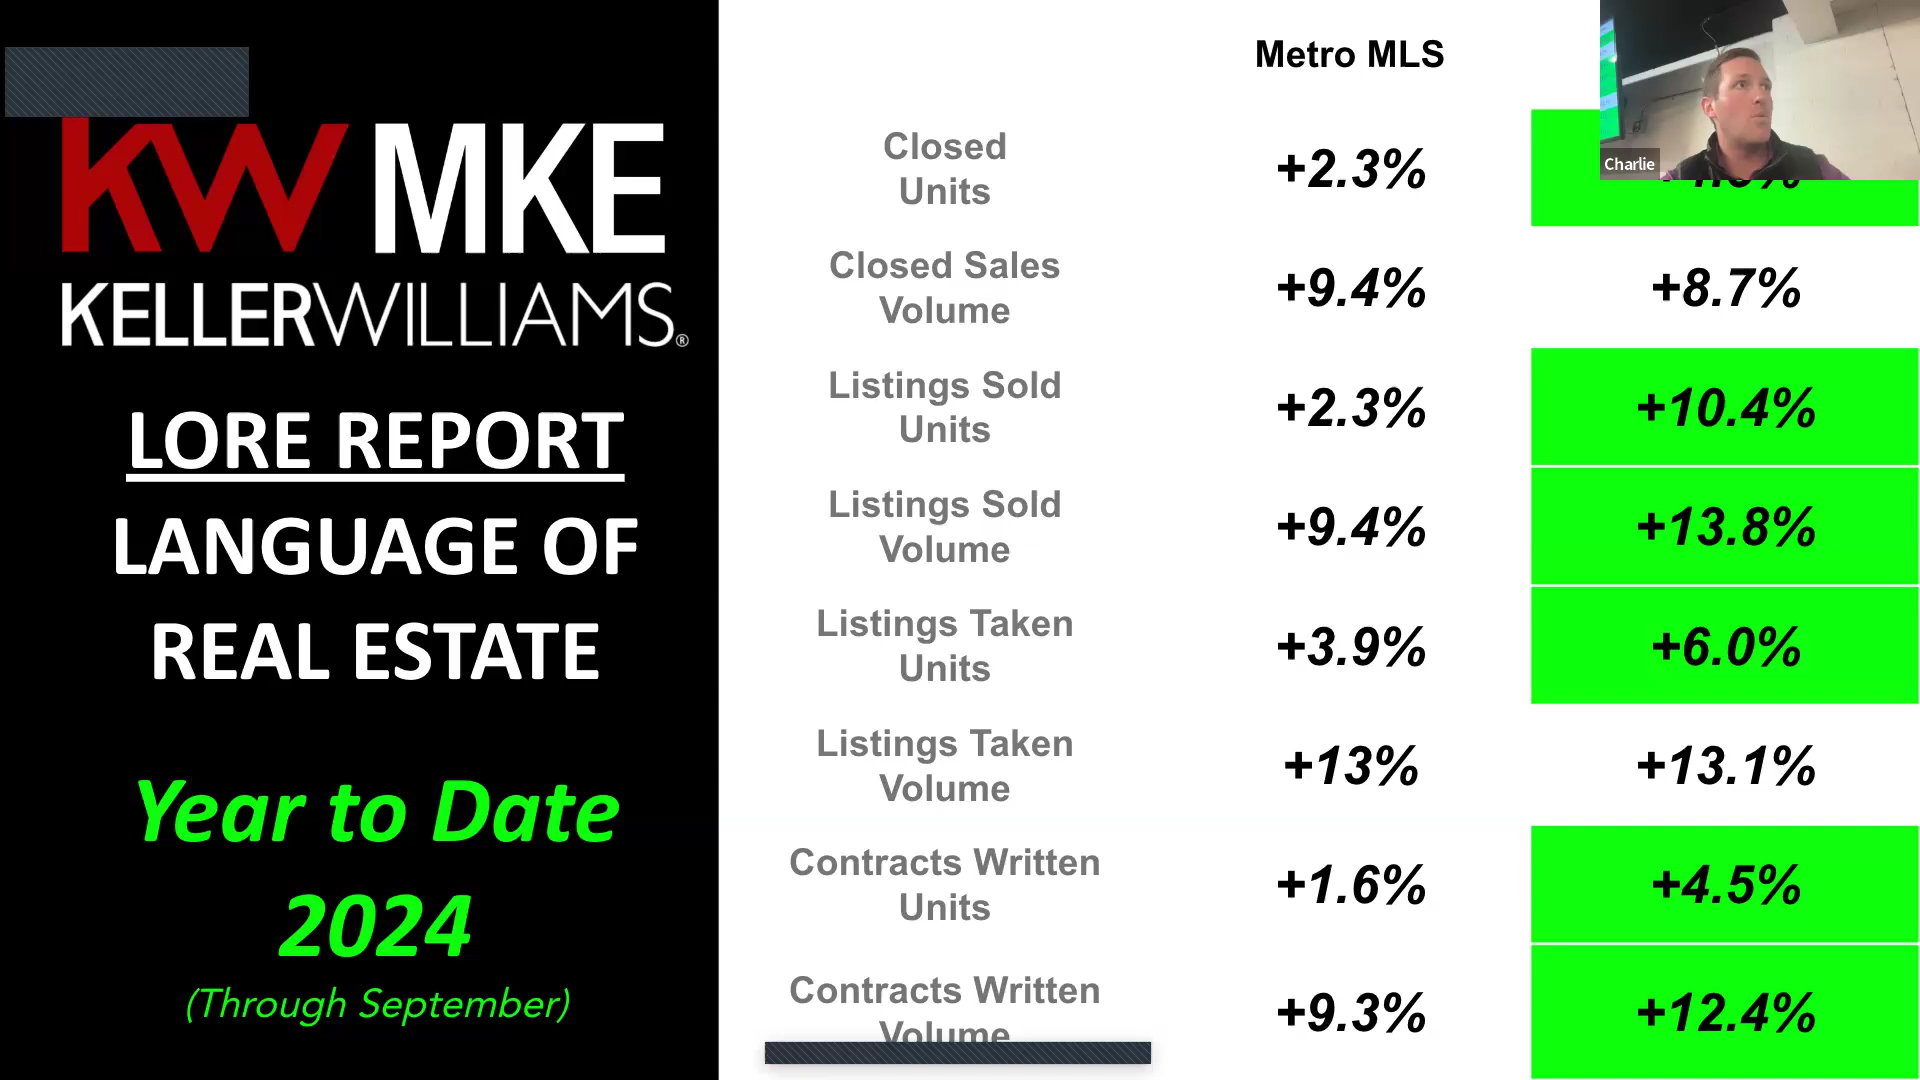 KW MKE
KELLERWILLIAMS®
LORE REPORT
LANGUAGE OF
REAL ESTATE
Year to Date
2024
(Through September)
Metro MLS
Closed
Units
+2.3%
Closed Sales
Volume
+9.4%
+8.7%
Listings Sold
Units
+2.3%
+10.4%
Listings Sold
Volume
+9.4%
+13.8%
Listings Taken
Units
+3.9%
+6.0%
Listings Taken
Volume
+13%
+13.1%
Contracts Written
Units
+1.6%
+4.5%
Contracts Written
Volume
+9.3%
+12.4%
Charlie